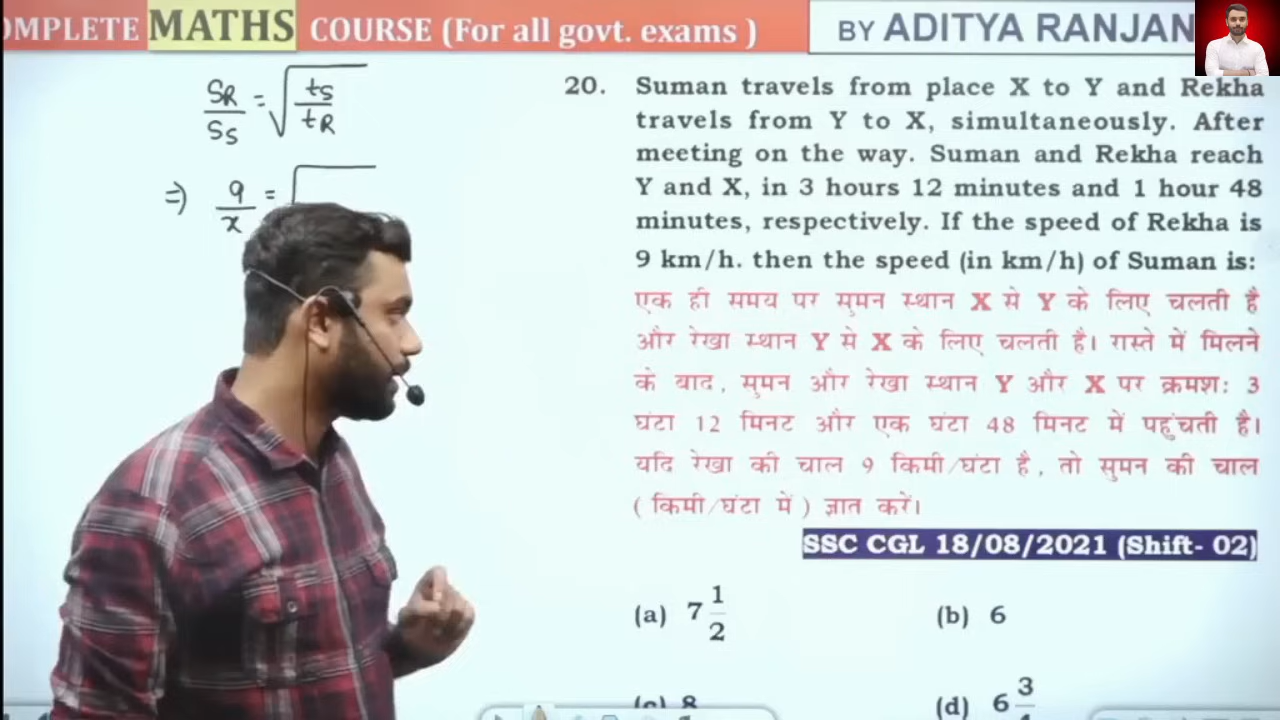 OMPLETE MATHS COURSE (For all govt. exams )
BY ADITYA RANJAN
SR/SS = √tS/tR
⇒ 9/x = √
20. Suman travels from place X to Y and Rekha
travels from Y to X, simultaneously. After
meeting on the way. Suman and Rekha reach
Y and X, in 3 hours 12 minutes and 1 hour 48
minutes, respectively. If the speed of Rekha is
9 km/h. then the speed (in km/h) of Suman is:
एक ही समय पर सुमन स्थान X से Y के लिए चलती है
और रेखा स्थान Y से X के लिए चलती है। रास्ते में मिलने
के बाद, सुमन और रेखा स्थान Y और X पर क्रमशः 3
घंटा 12 मिनट और एक घंटा 48 मिनट में पहुंचती है।
यदि रेखा की चाल 9 किमी/घंटा है, तो सुमन की चाल
( किमी/घंटा में ) ज्ञात करें।
SSC CGL 18/08/2021 (Shift- 02)
(a) 7 1/2 (b) 6
(c) 8 (d) 6 3/